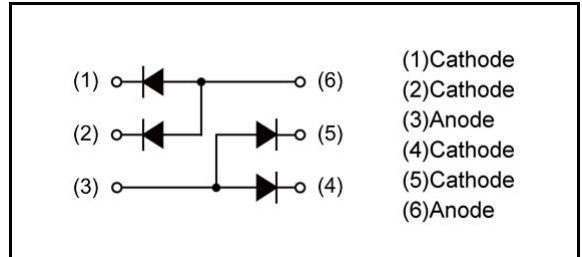 (1) (6)
(2) (5)
(3) (4)
(1)Cathode
(2)Cathode
(3)Anode
(4)Cathode
(5)Cathode
(6)Anode